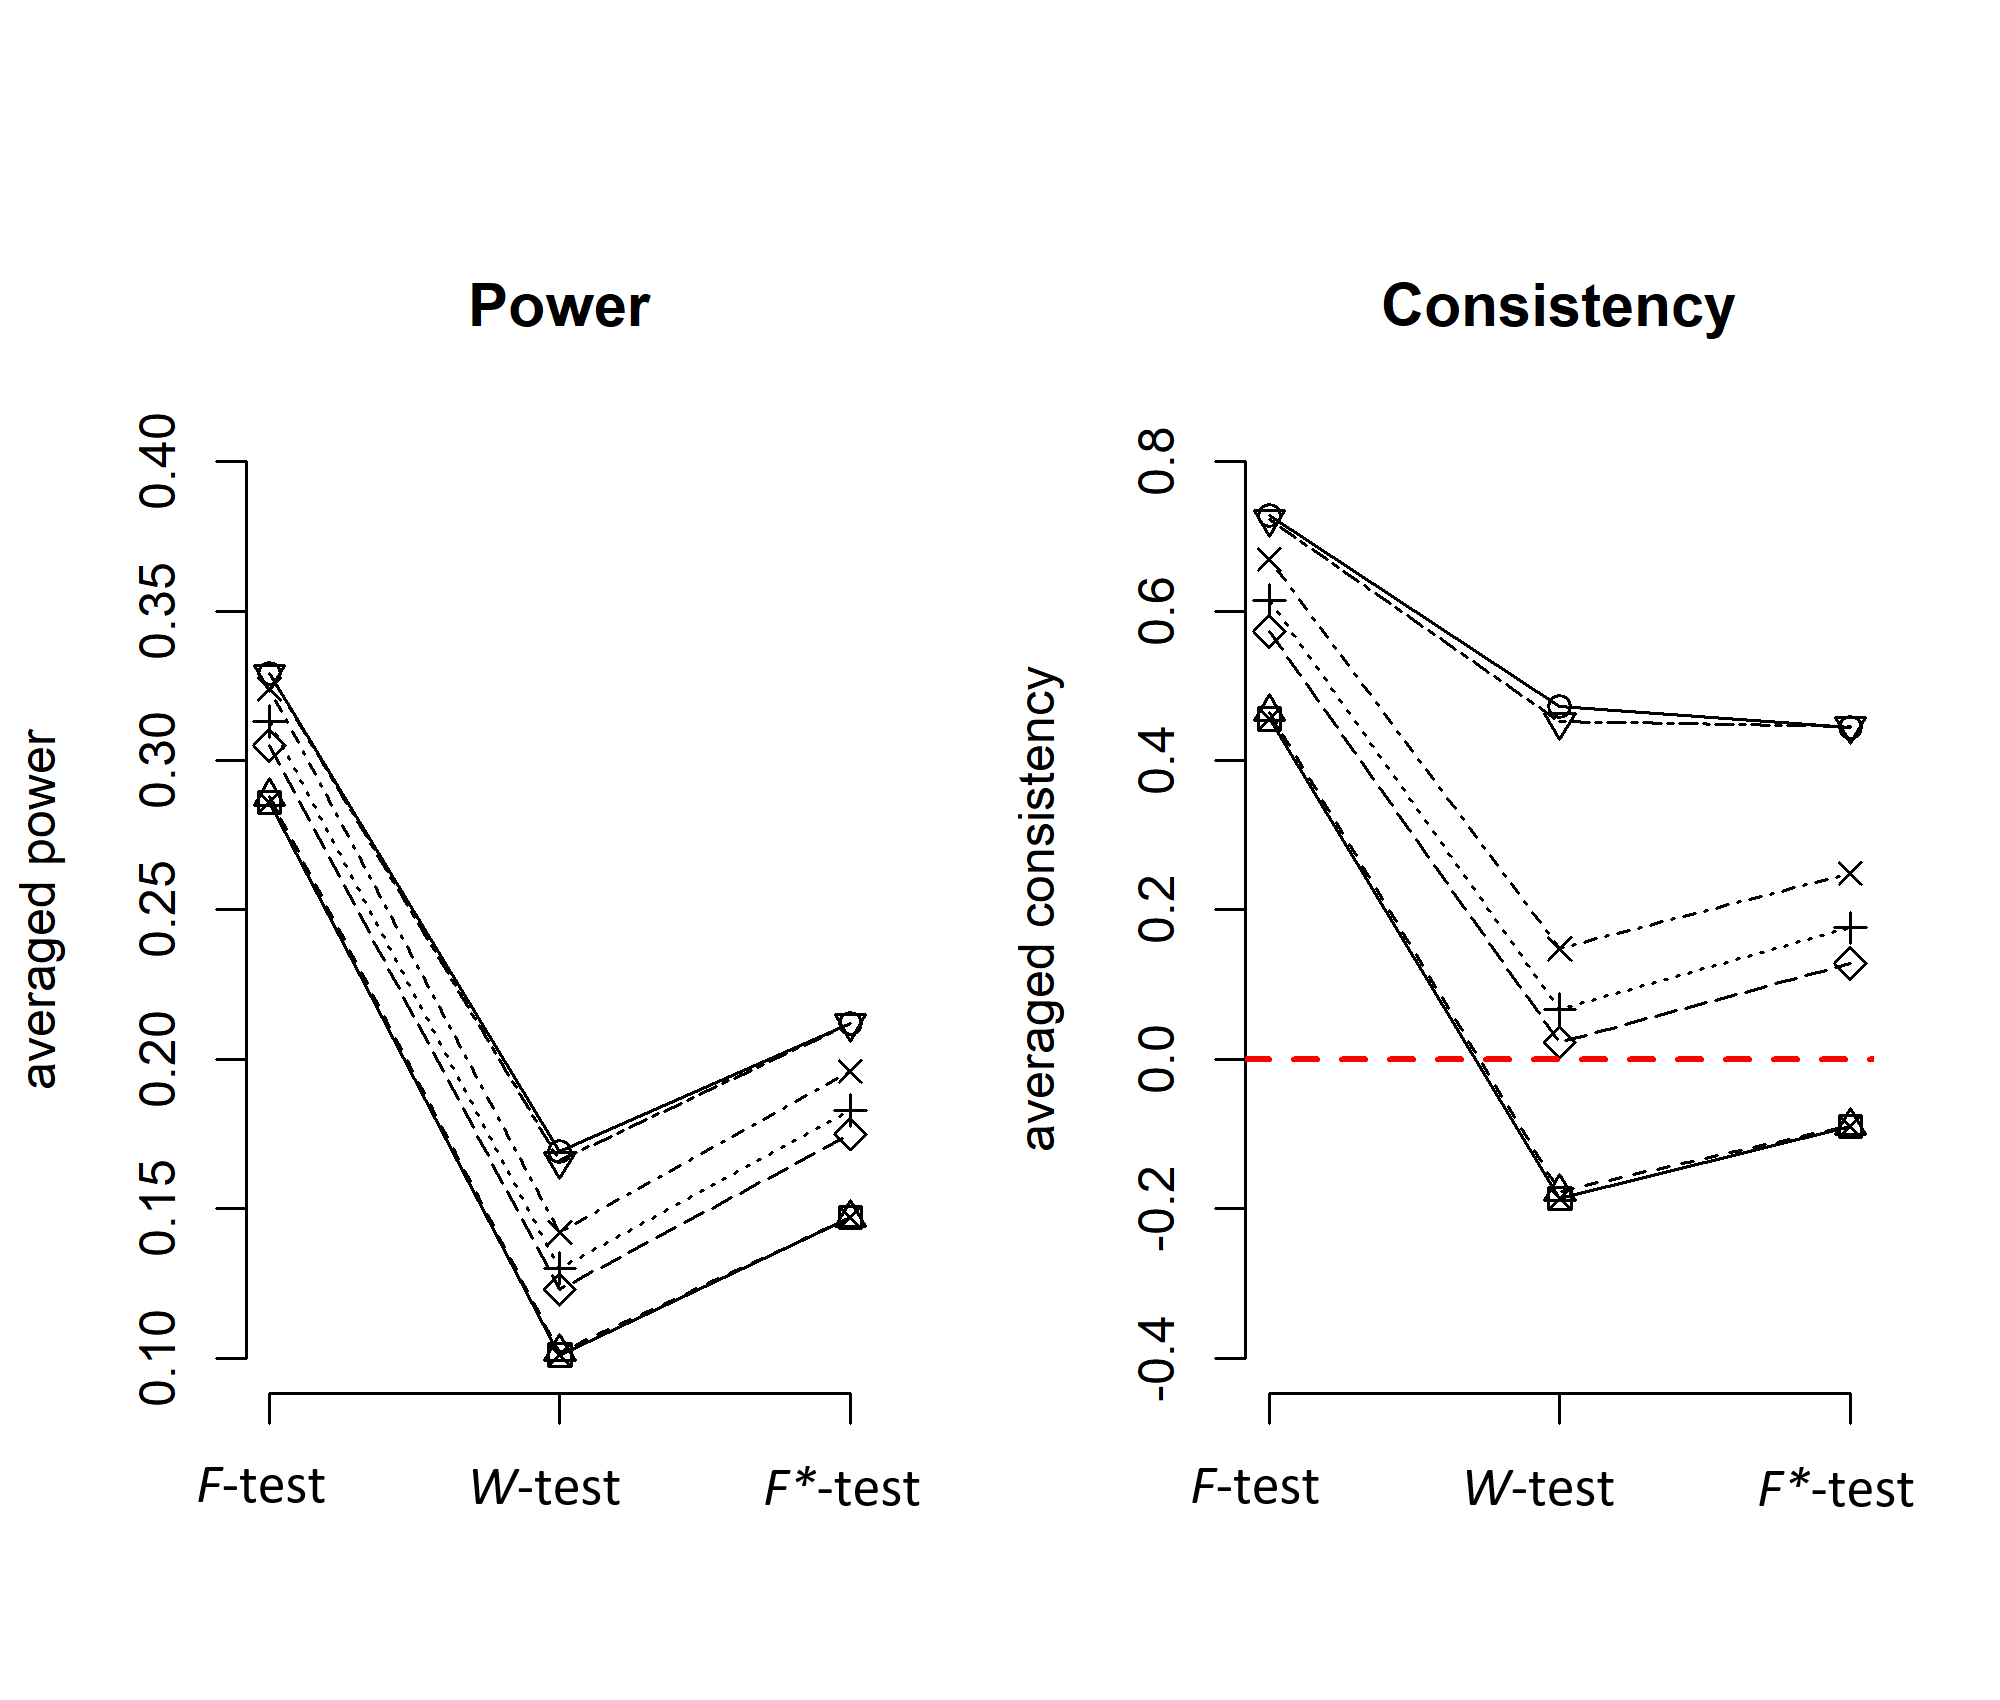 Power
averaged power
0.40
0.35
0.30
0.25
0.20
0.15
0.10
F-test W-test F*-test
Consistency
averaged consistency
0.8
0.6
0.4
0.2
0.0
-0.2
-0.4
F-test W-test F*-test